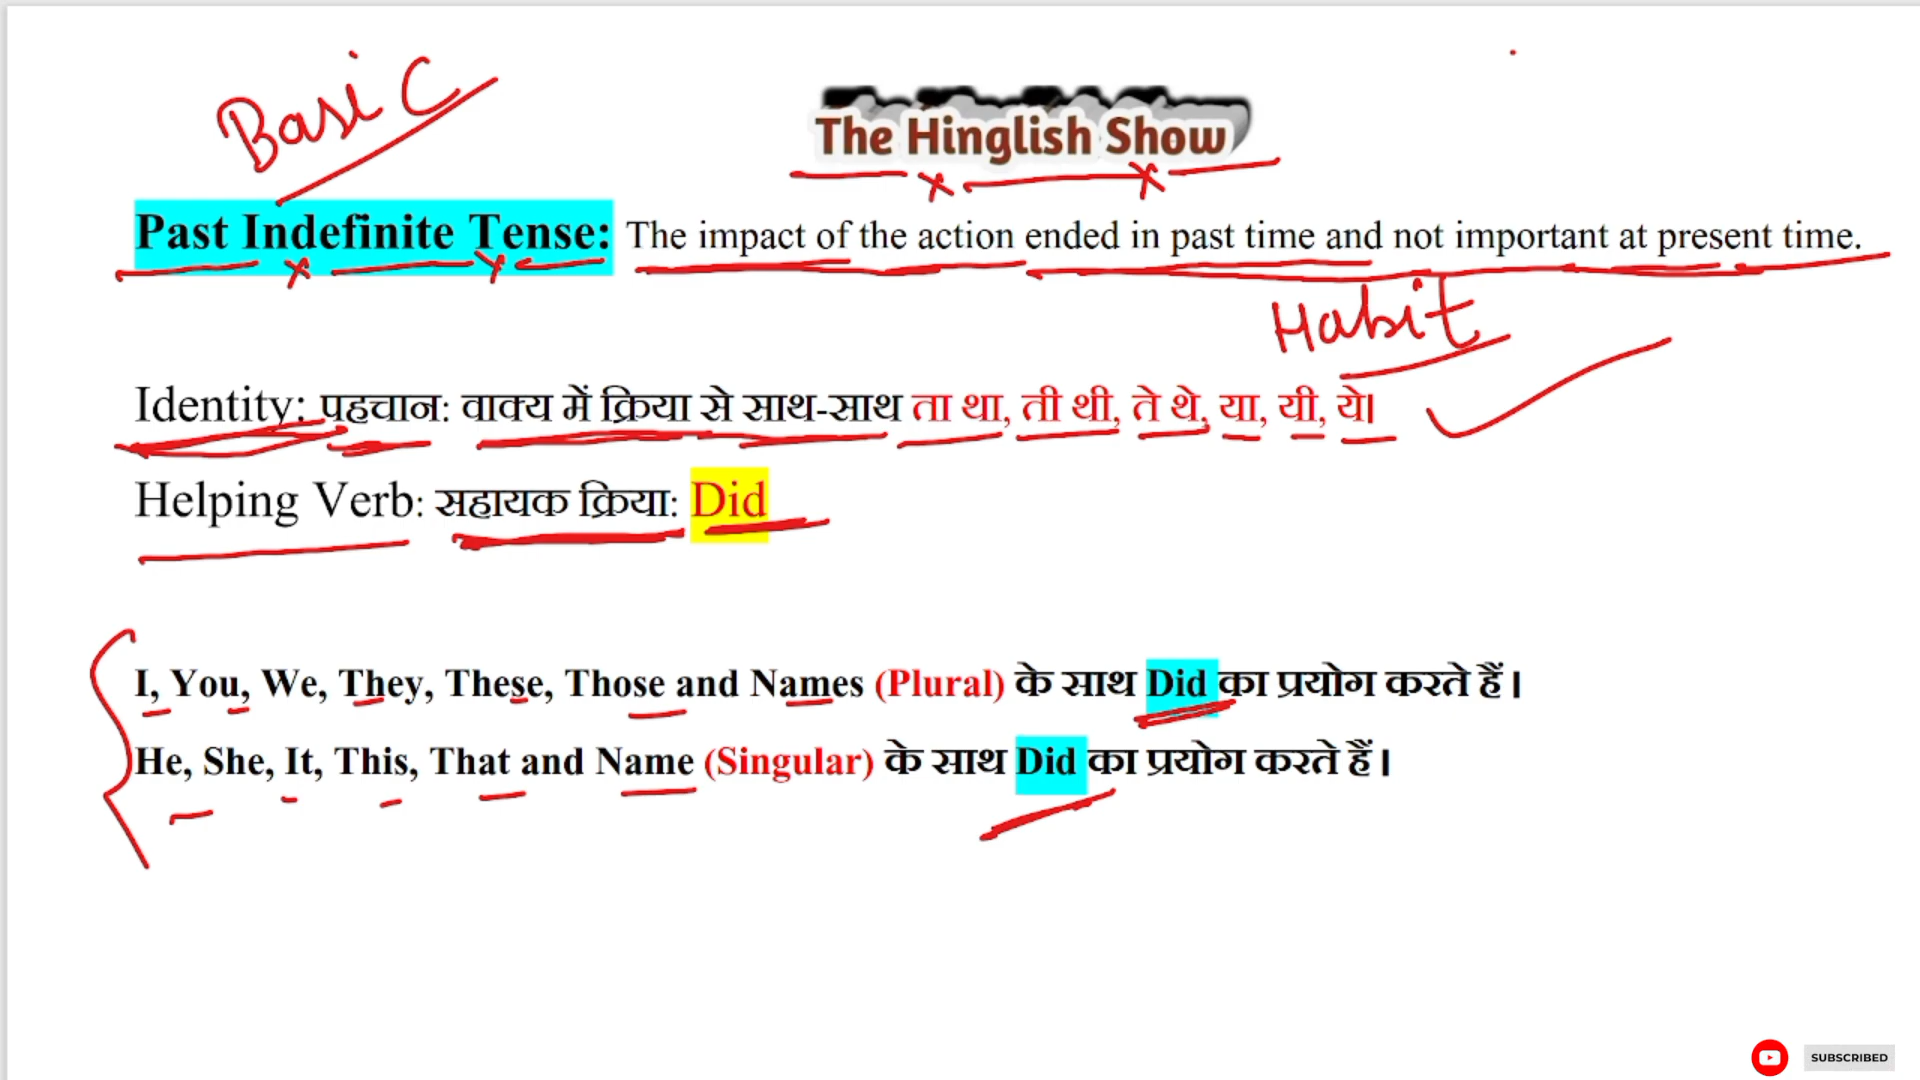 Basic
The Hinglish Show
Past Indefinite Tense: The impact of the action ended in past time and not important at present time.
Habit
Identity: पहचान: वाक्य में क्रिया से साथ-साथ ता था, ती थी, ते थे, या, यी, ये।
Helping Verb: सहायक क्रिया: Did
I, You, We, They, These, Those and Names (Plural) के साथ Did का प्रयोग करते हैं।
He, She, It, This, That and Name (Singular) के साथ Did का प्रयोग करते हैं।
SUBSCRIBED